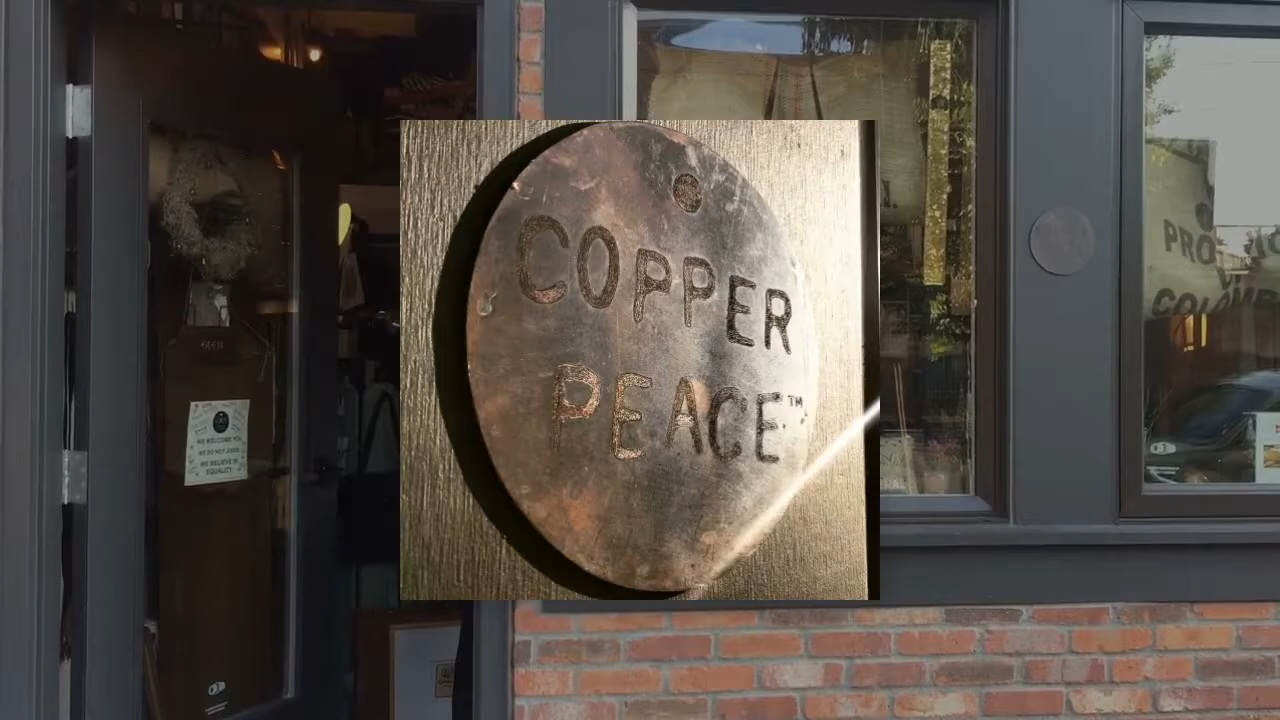 COPPER
PEACE™
WE WELCOME YOU
WE DO NOT JUDGE
WE BELIEVE IN
EQUALITY